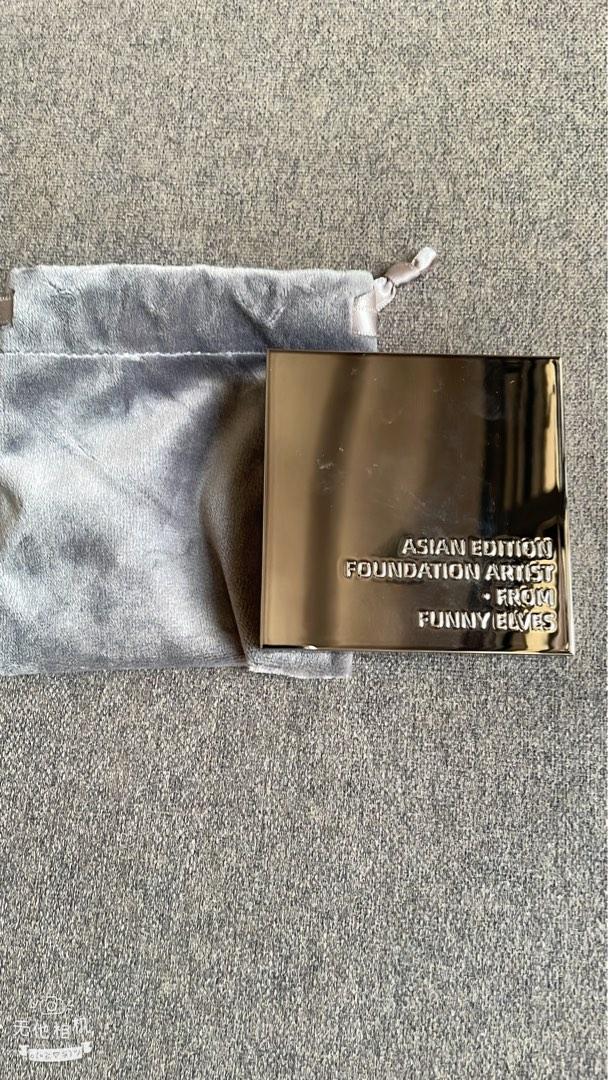 ASIAN EDITION
FOUNDATION ARTIST
· FROM
FUNNY ELVES
无他相机